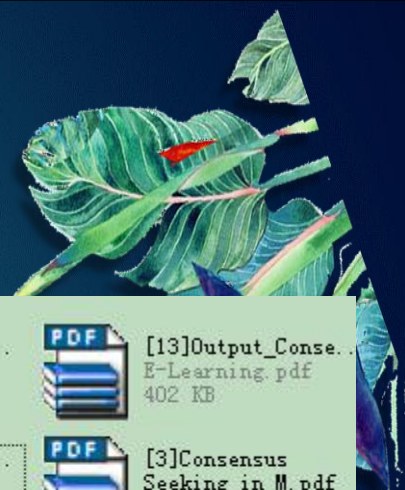 PDF
[13]Output_Conse...
E-Learning.pdf
402 KB
PDF
[3]Consensus
Seeking in M.pdf